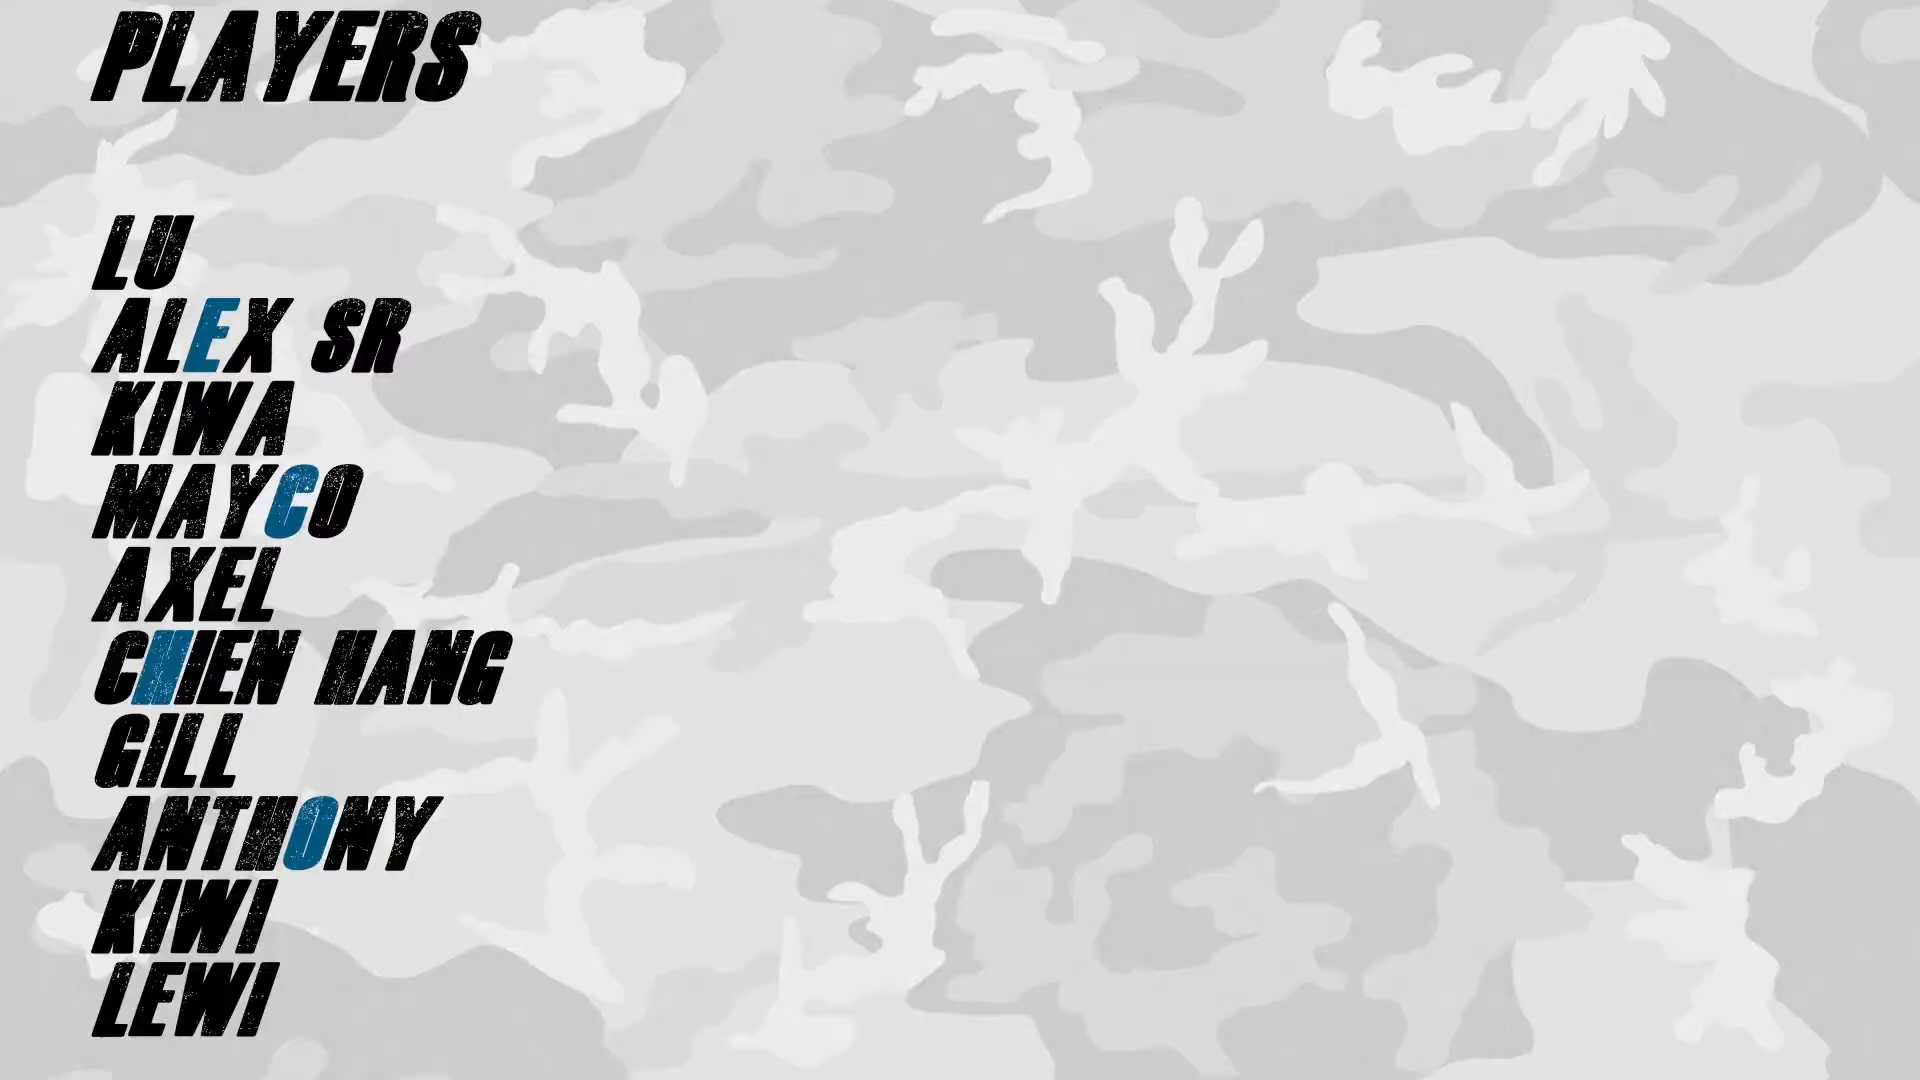 PLAYERS
LU
ALEX SR
KIWA
MAYCO
AXEL
CHIEN HANG
GILL
ANTHONY
KIWI
LEWI